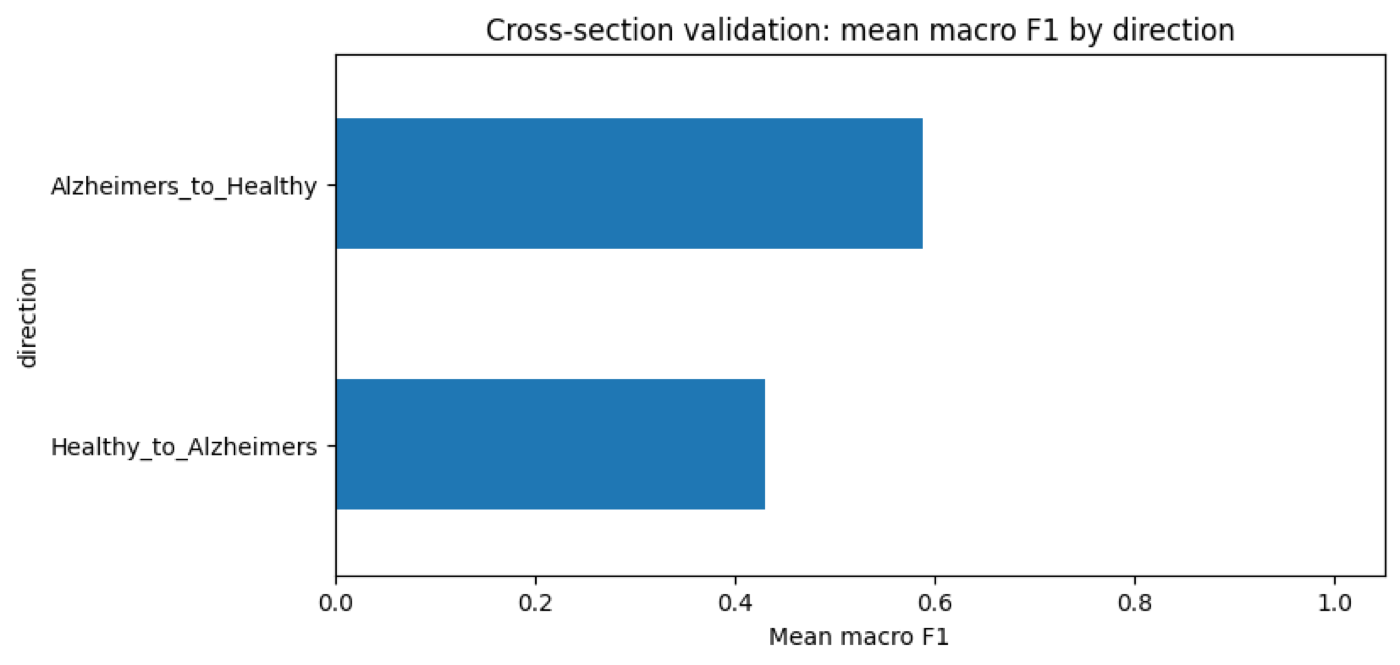 Cross-section validation: mean macro F1 by direction
Alzheimers_to_Healthy
direction
Healthy_to_Alzheimers
0.0 0.2 0.4 0.6 0.8 1.0
Mean macro F1